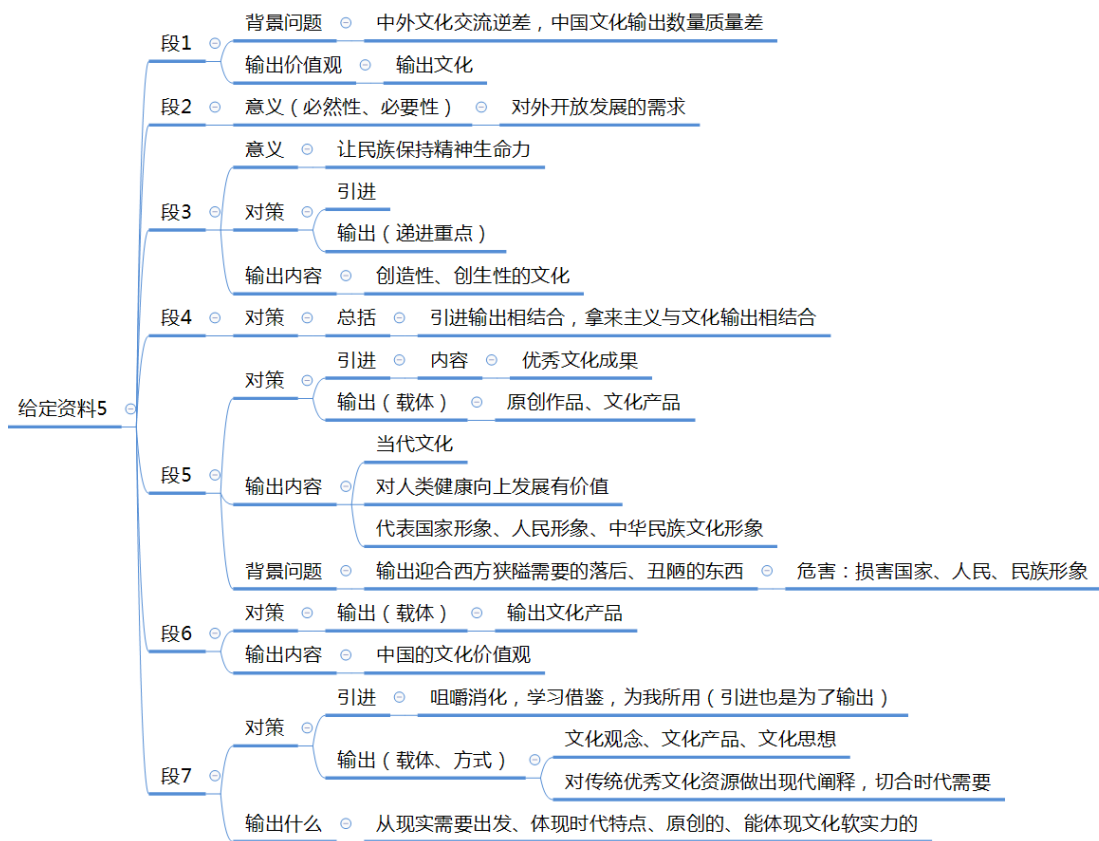 给定资料5
段1
背景问题
中外文化交流逆差，中国文化输出数量质量差
输出价值观
输出文化
段2
意义（必然性、必要性）
对外开放发展的需求
段3
意义
让民族保持精神生命力
对策
引进
输出（递进重点）
输出内容
创造性、创生性的文化
段4
对策
总括
引进输出相结合，拿来主义与文化输出相结合
段5
对策
引进
内容
优秀文化成果
输出（载体）
原创作品、文化产品
输出内容
当代文化
对人类健康向上发展有价值
代表国家形象、人民形象、中华民族文化形象
背景问题
输出迎合西方狭隘需要的落后、丑陋的东西
危害：损害国家、人民、民族形象
段6
对策
输出（载体）
输出文化产品
输出内容
中国的文化价值观
段7
对策
引进
咀嚼消化，学习借鉴，为我所用（引进也是为了输出）
输出（载体、方式）
文化观念、文化产品、文化思想
对传统优秀文化资源做出现代阐释，切合时代需要
输出什么
从现实需要出发、体现时代特点、原创的、能体现文化软实力的